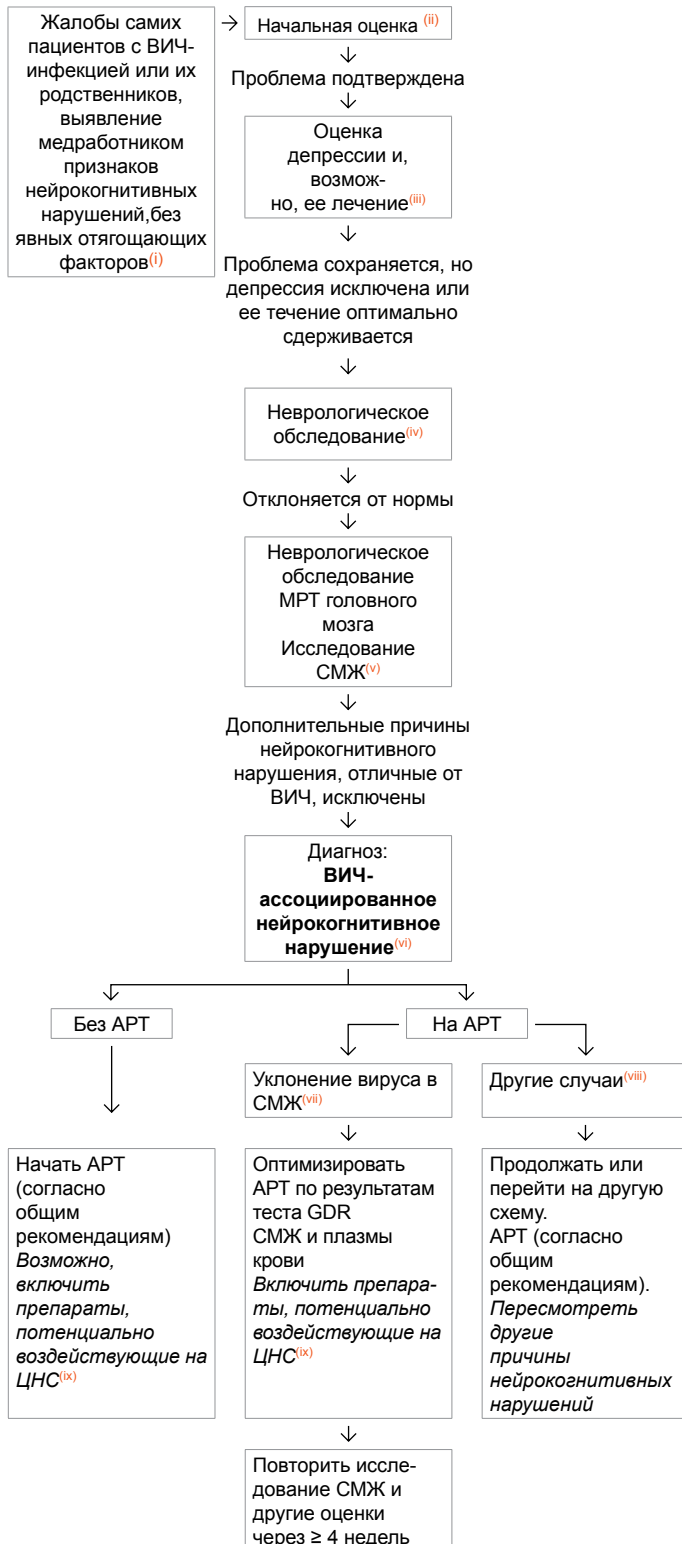 Жалобы самих
пациентов с ВИЧ-
инфекцией или их
родственников,
выявление
медработником
признаков
нейрокогнитивных
нарушений,без
явных отягощающих
факторов(i)
Начальная оценка (ii)
Проблема подтверждена
Оценка
депрессии и,
возмож-
но, ее лечение(iii)
Проблема сохраняется, но
депрессия исключена или
ее течение оптимально
сдерживается
Неврологическое
обследование(iv)
Отклоняется от нормы
Неврологическое
обследование
МРТ головного
мозга
Исследование
СМЖ(v)
Дополнительные причины
нейрокогнитивного
нарушения, отличные от
ВИЧ, исключены
Диагноз:
ВИЧ-
ассоциированное
нейрокогнитивное
нарушение(vi)
Без АРТ
На АРТ
Уклонение вируса в
СМЖ(vii)
Другие случаи(viii)
Начать АРТ
(согласно
общим
рекомендациям)
Возможно,
включить
препараты,
потенциально
воздействующие на
ЦНС(ix)
Оптимизировать
АРТ по результатам
теста GDR
СМЖ и плазмы
крови
Включить препара-
ты, потенциально
воздействующие на
ЦНС(ix)
Продолжать или
перейти на другую
схему.
АРТ (согласно
общим
рекомендациям).
Пересмотреть
другие
причины
нейрокогнитивных
нарушений
Повторить иссле-
дование СМЖ и
другие оценки
через ≥ 4 недель